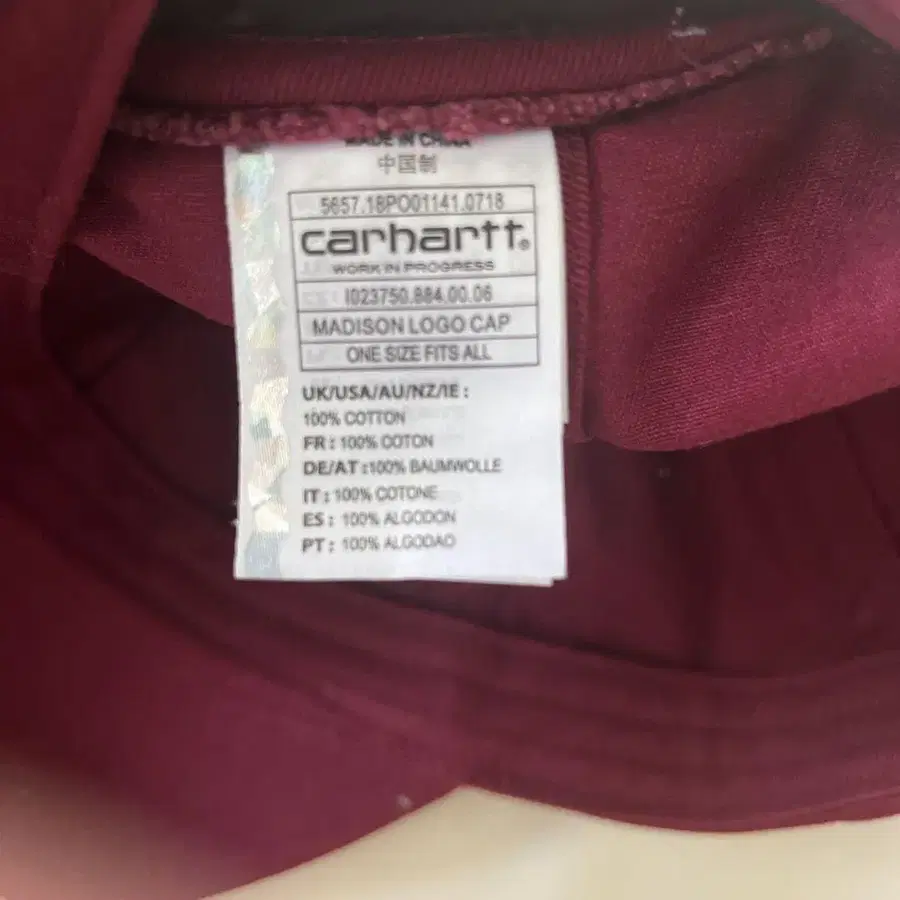 MADE IN CHINA
中国制
5657.18PO01141.0718
carhartt®
WORK IN PROGRESS
I023750.884.00.06
MADISON LOGO CAP
ONE SIZE FITS ALL
UK/USA/AU/NZ/IE :
100% COTTON
FR : 100% COTON
DE/AT :100% BAUMWOLLE
IT : 100% COTONE
ES : 100% ALGODON
PT : 100% ALGODAO